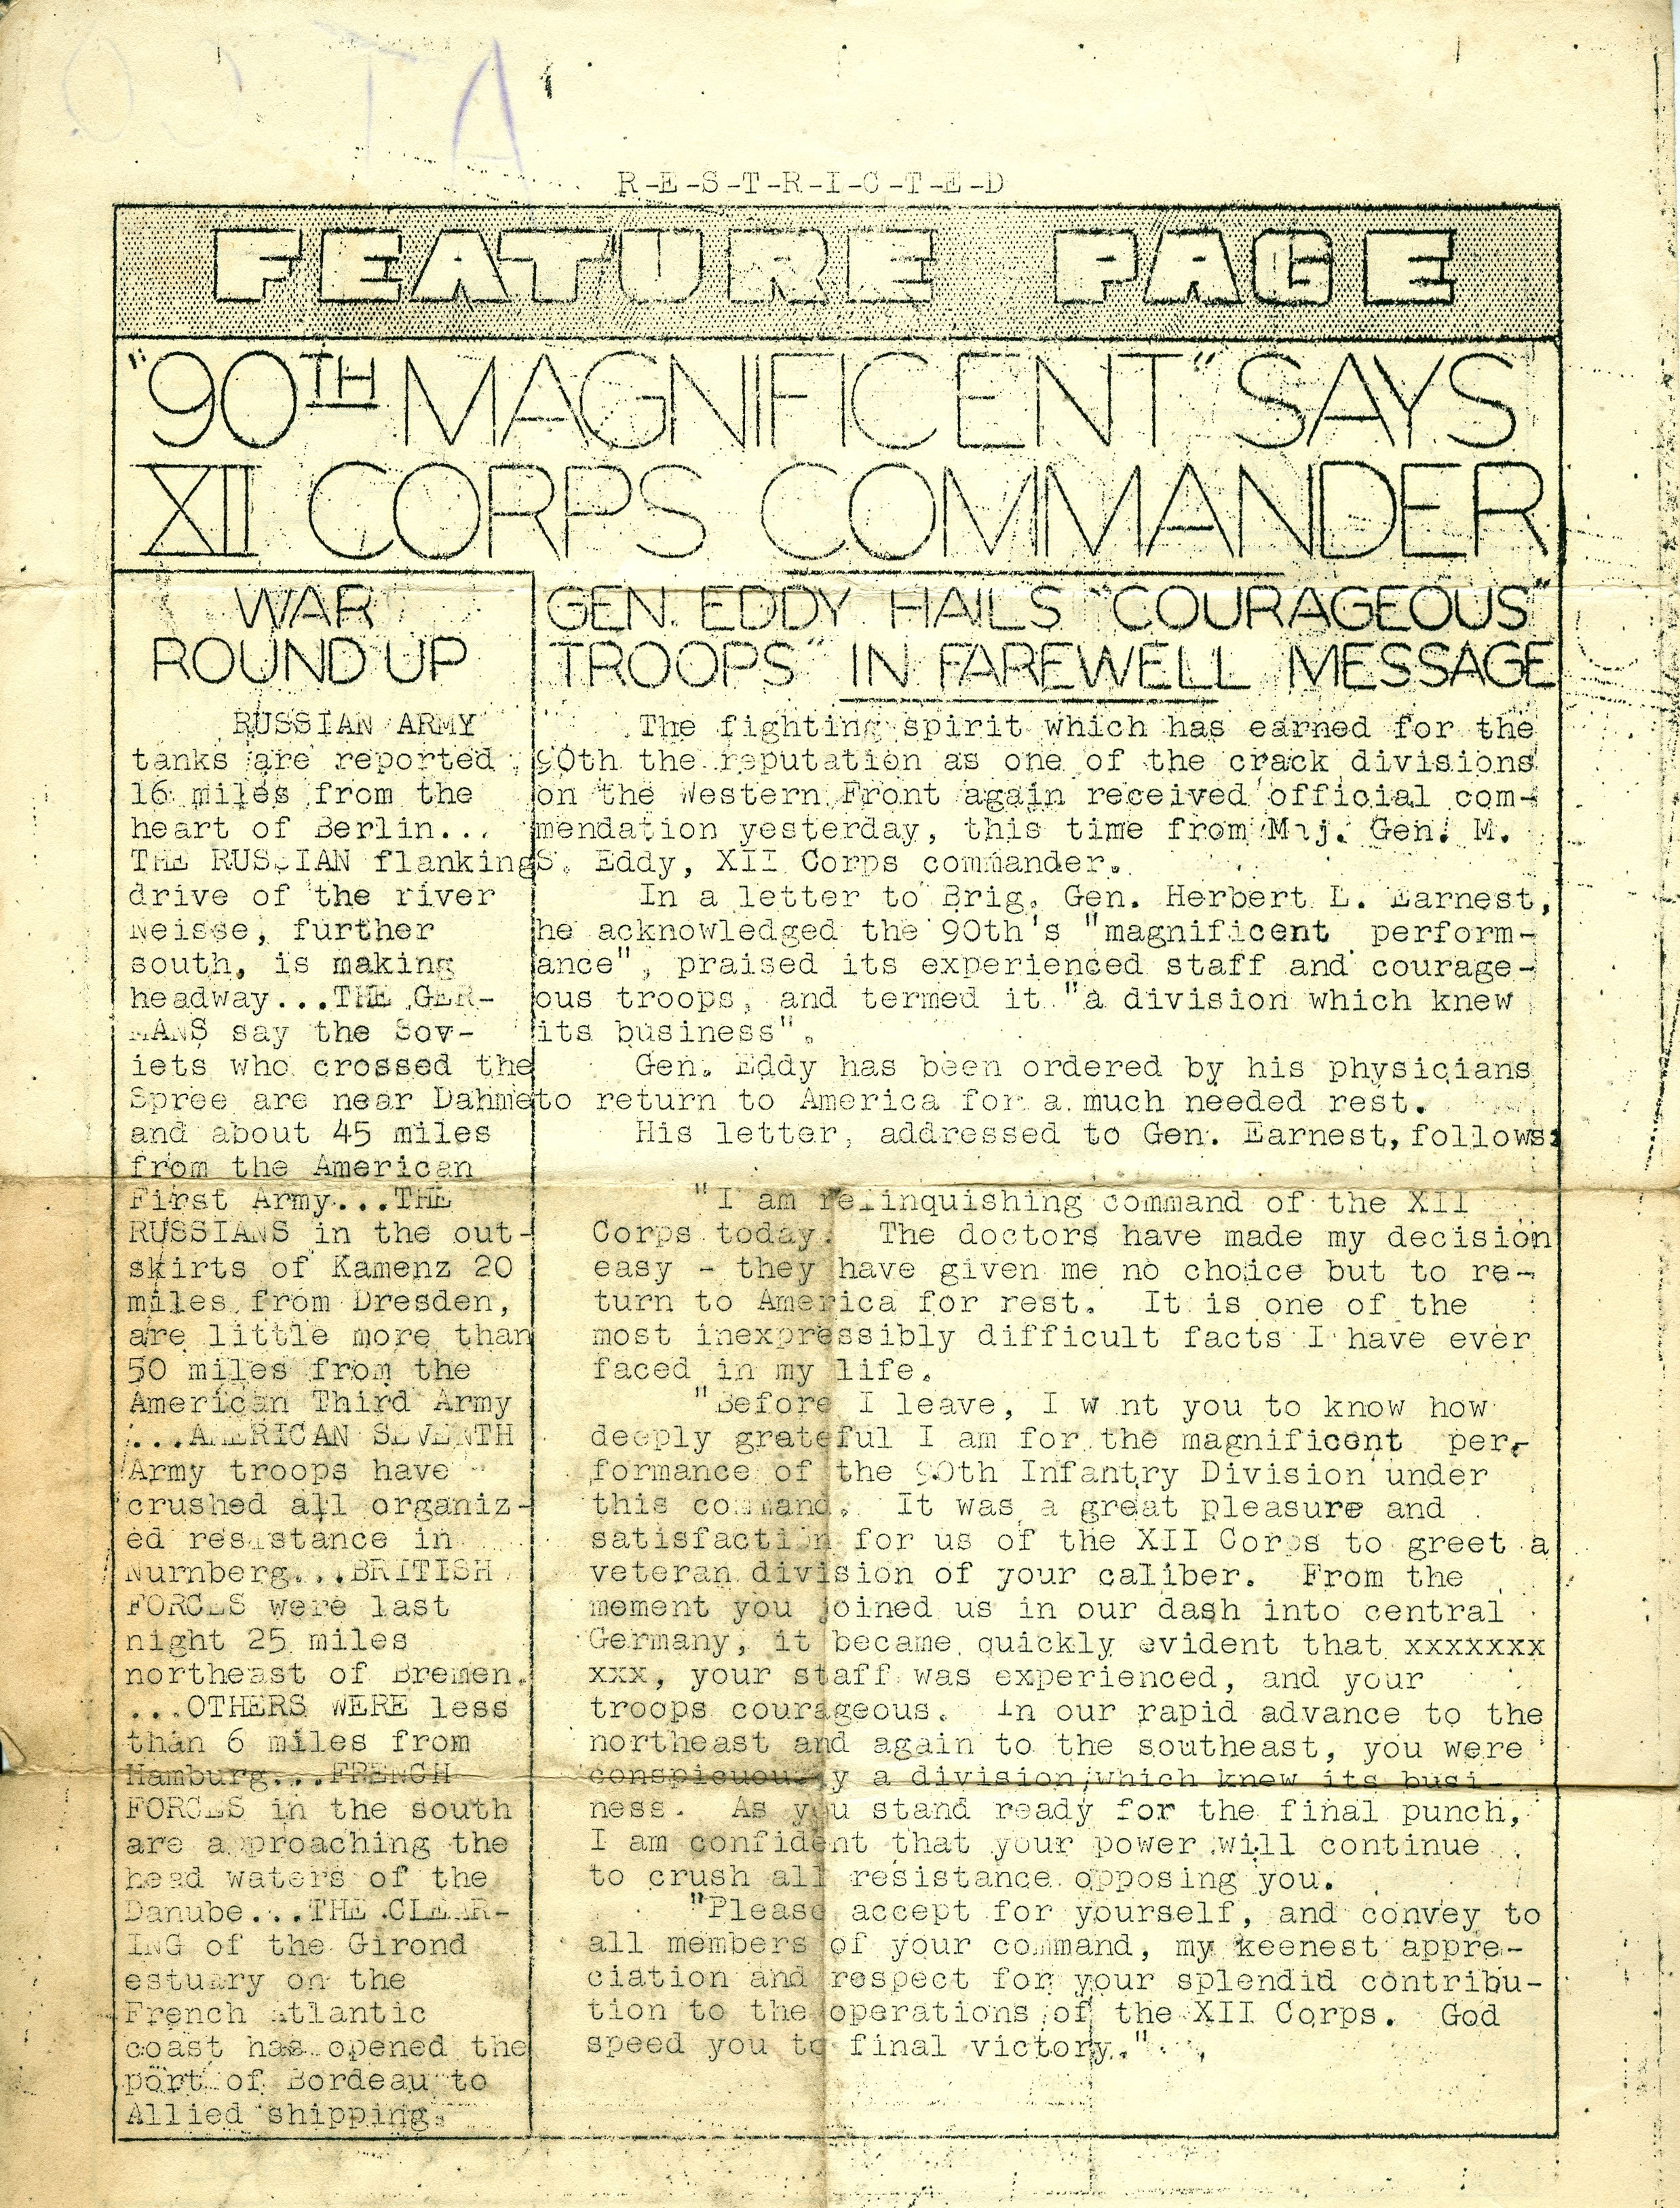 R-E-S-T-R-I-C-T-E-D
FEATURE PAGE
"90TH MAGNIFICENT" SAYS
XII CORPS COMMANDER
WAR
ROUND UP
RUSSIAN ARMY
tanks are reported
16 miles from the
heart of Berlin...
THE RUSSIAN flanking
drive of the river
Neisse, further
south, is making
headway...THE GER-
MANS say the Sov-
iets who crossed the
Spree are near Dahme
and about 45 miles
from the American
First Army...THE
RUSSIANS in the out-
skirts of Kamenz 20
miles from Dresden,
are little more than
50 miles from the
American Third Army
...AMERICAN SEVENTH
Army troops have
crushed all organiz-
ed resistance in
Nurnberg...BRITISH
FORCES were last
night 25 miles
northeast of Bremen.
...OTHERS WERE less
than 6 miles from
Hamburg...FRENCH
FORCES in the south
are approaching the
head waters of the
Danube...THE CLEAR-
ING of the Girond
estuary on the
French Atlantic
coast has opened the
port of Bordeau to
Allied shipping.
GEN. EDDY HAILS "COURAGEOUS"
TROOPS" IN FAREWELL MESSAGE
The fighting spirit which has earned for the
90th the reputation as one of the crack divisions
on the Western Front again received official com-
mendation yesterday, this time from Maj. Gen. M.
S. Eddy, XII Corps commander.
In a letter to Brig. Gen. Herbert L. Earnest,
he acknowledged the 90th's "magnificent perform-
ance", praised its experienced staff and courage-
ous troops, and termed it "a division which knew
its business".
Gen. Eddy has been ordered by his physicians
to return to America for a much needed rest.
His letter, addressed to Gen. Earnest, follows:
"I am relinquishing command of the XII
Corps today. The doctors have made my decision
easy - they have given me no choice but to re-
turn to America for rest. It is one of the
most inexpressibly difficult facts I have ever
faced in my life.
"Before I leave, I w nt you to know how
deeply grateful I am for the magnificent per-
formance of the 90th Infantry Division under
this command. It was a great pleasure and
satisfaction for us of the XII Corps to greet a
veteran division of your caliber. From the
mement you joined us in our dash into central
Germany, it became quickly evident that xxxxxxx
xxx, your staff was experienced, and your
troops courageous. In our rapid advance to the
northeast and again to the southeast, you were
conspicuously a division which knew its busi-
ness. As you stand ready for the final punch,
I am confident that your power will continue
to crush all resistance opposing you.
"Please accept for yourself, and convey to
all members of your command, my keenest appre-
ciation and respect for your splendid contribu-
tion to the operations of the XII Corps. God
speed you to final victory."